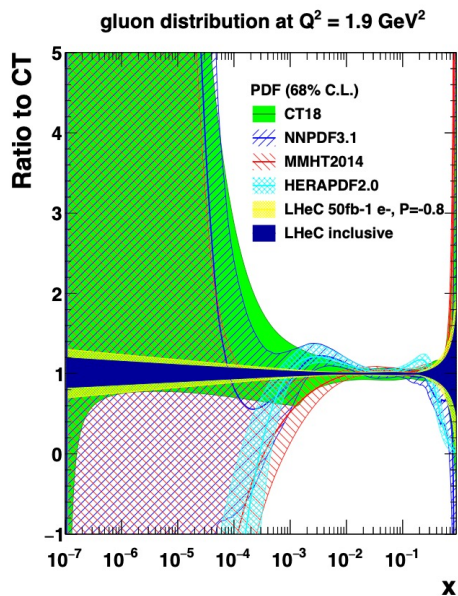 gluon distribution at Q² = 1.9 GeV²
Ratio to CT
5
4
3
2
1
0
−1
PDF (68% C.L.)
CT18
NNPDF3.1
MMHT2014
HERAPDF2.0
LHeC 50fb-1 e-, P=-0.8
LHeC inclusive
10⁻⁷ 10⁻⁶ 10⁻⁵ 10⁻⁴ 10⁻³ 10⁻² 10⁻¹
x